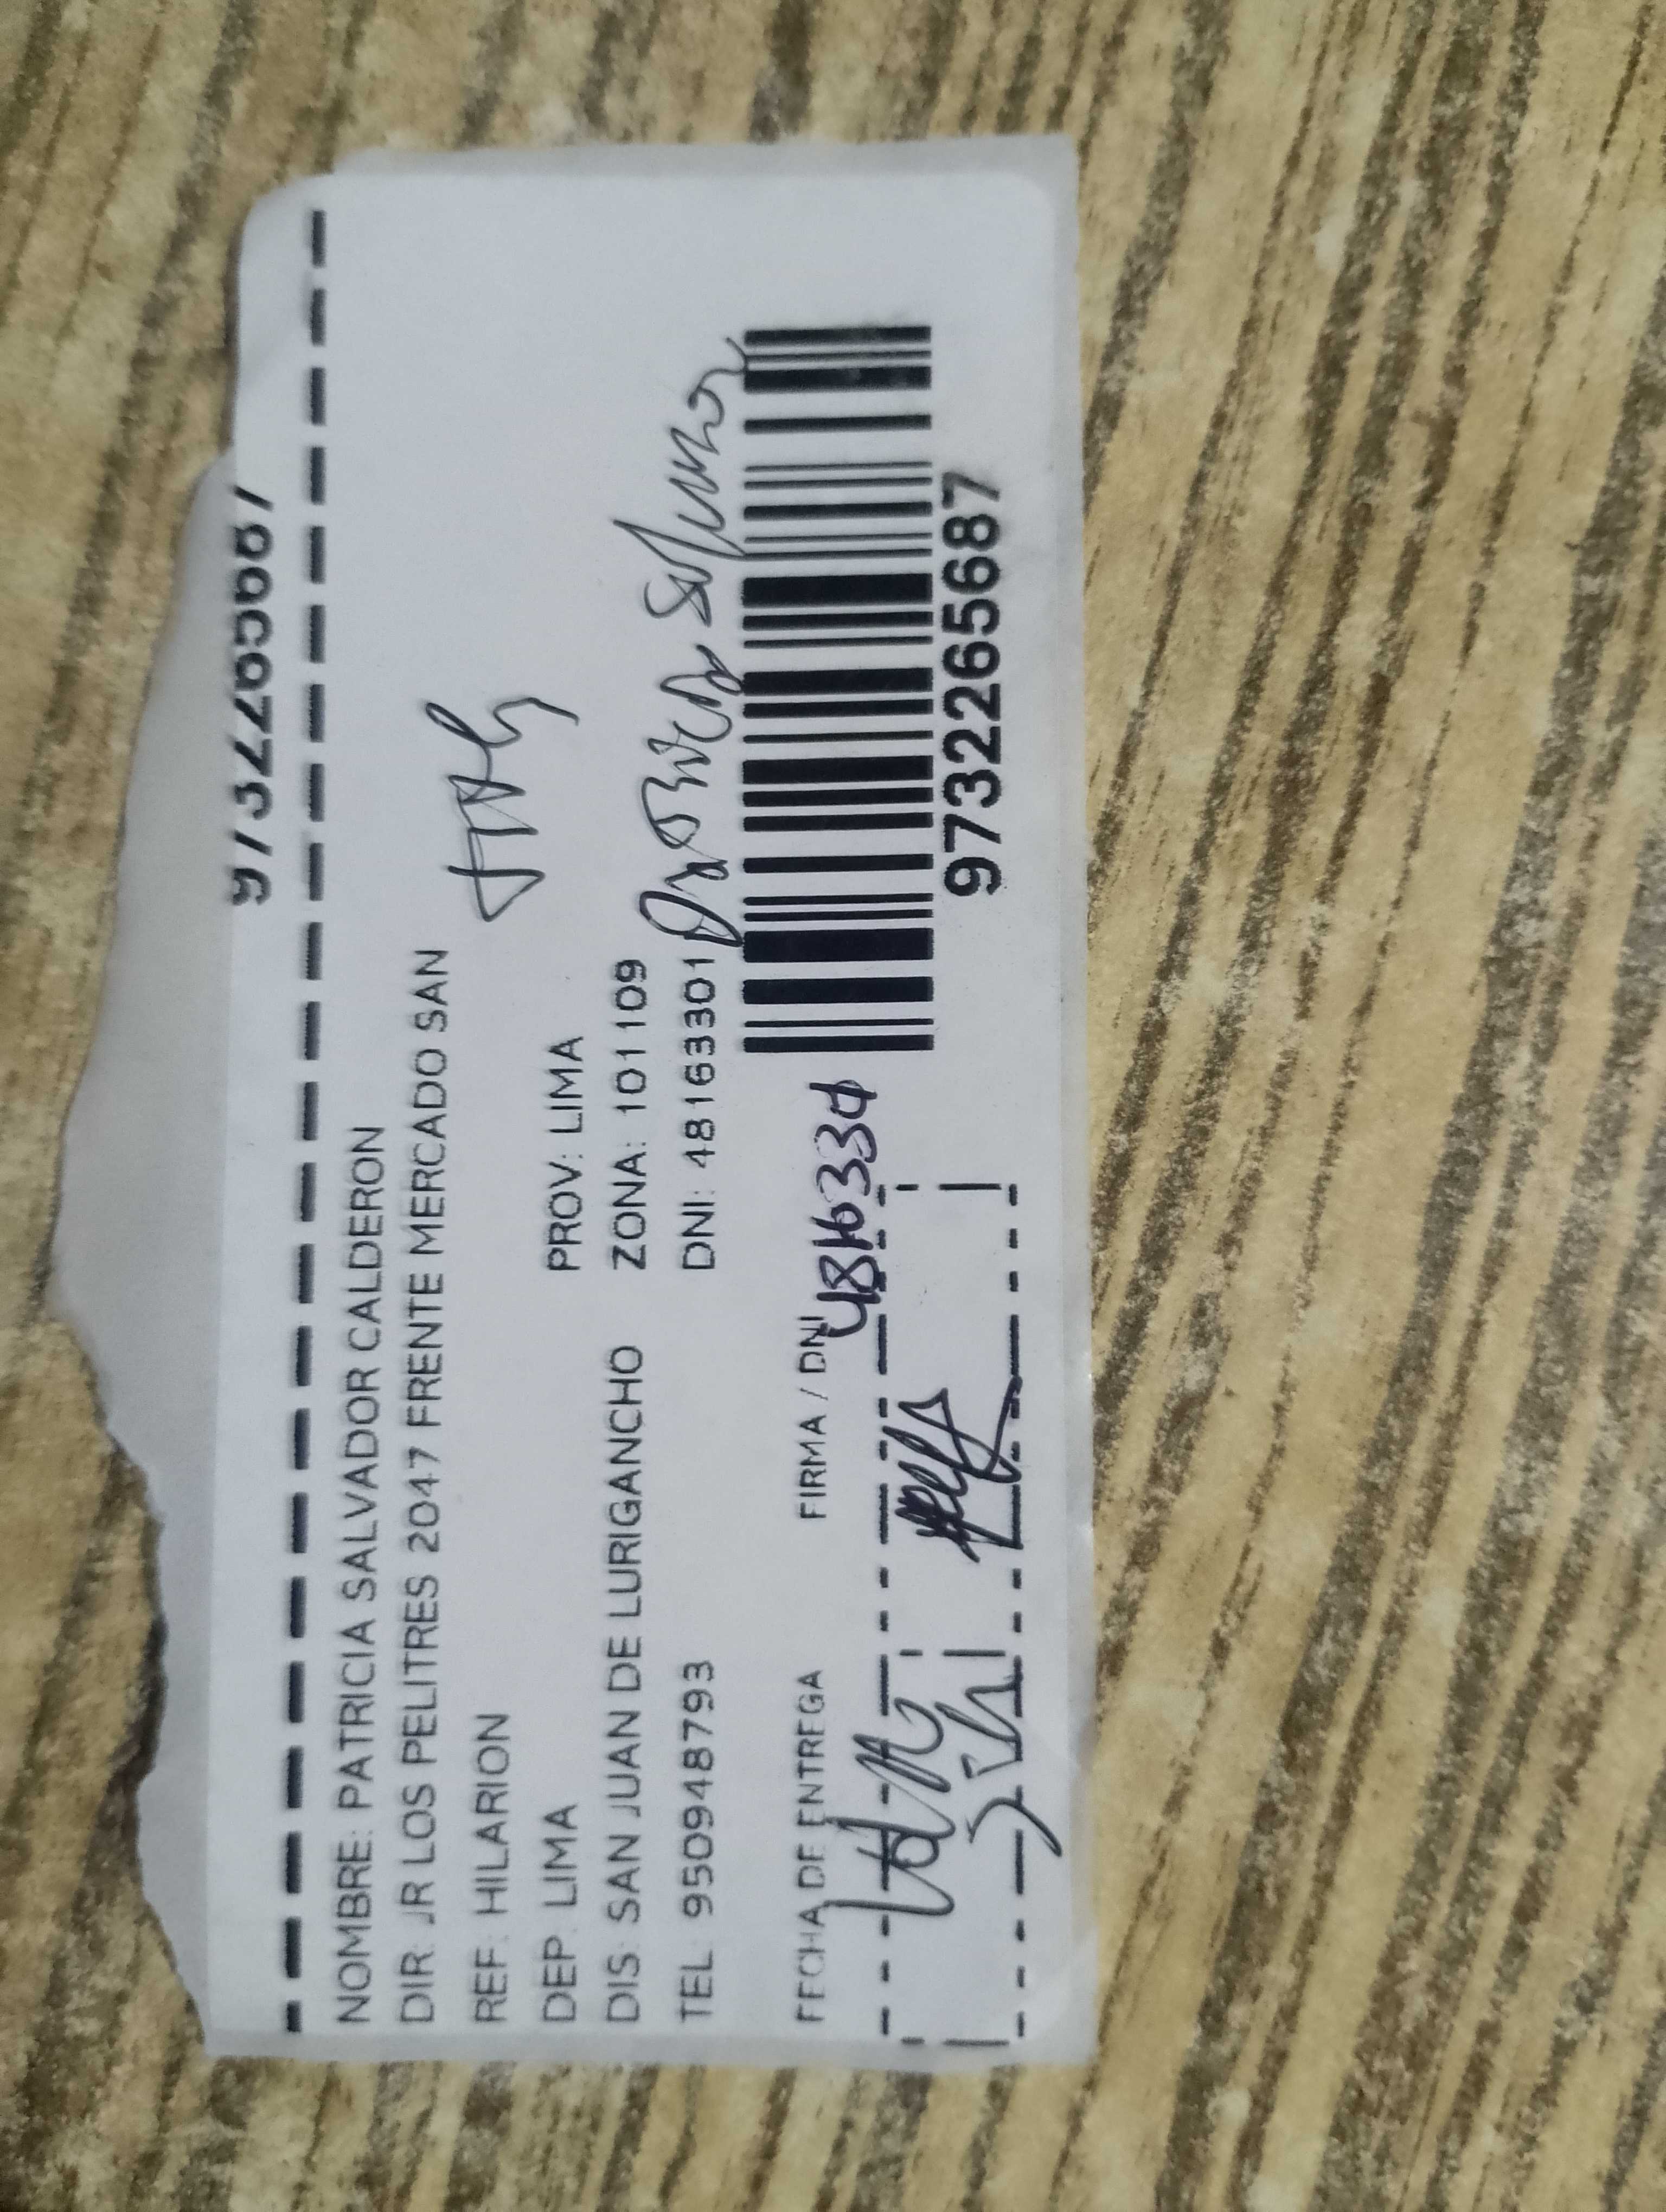 9732265687
NOMBRE: PATRICIA SALVADOR CALDERON
DIR: JR LOS PELITRES 2047 FRENTE MERCADO SAN
REF: HILARION
DEP: LIMA PROV: LIMA
DIS: SAN JUAN DE LURIGANCHO ZONA: 101109
TEL: 950948793 DNI: 48163301
FECHA DE ENTREGA FIRMA / DNI
9732265687